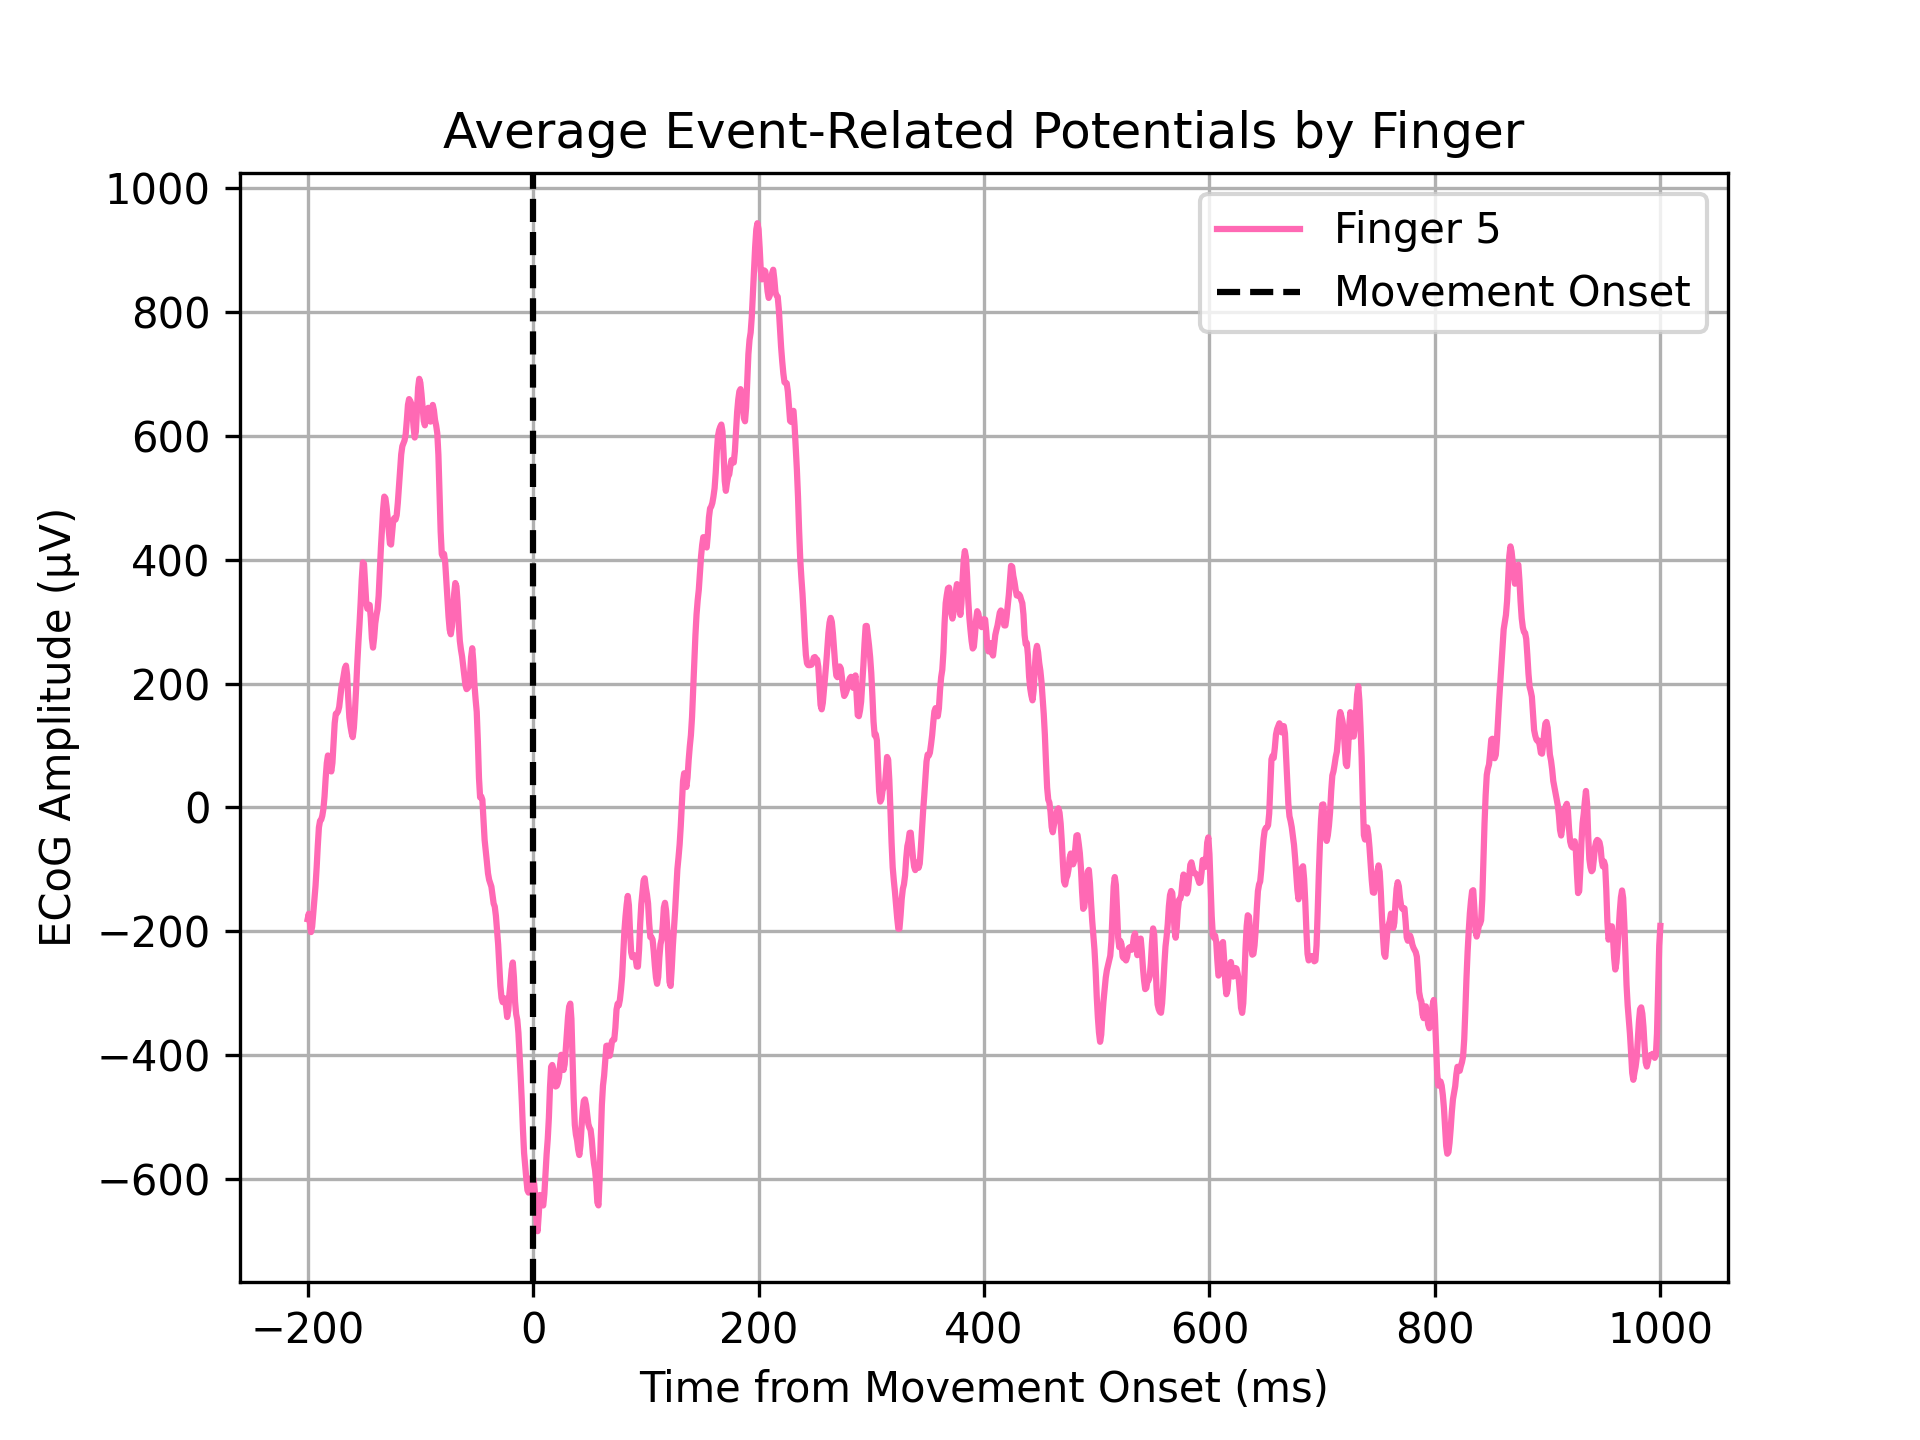 Average Event-Related Potentials by Finger
1000
800
600
400
200
0
−200
−400
−600
ECoG Amplitude (µV)
Finger 5
Movement Onset
−200 0 200 400 600 800 1000
Time from Movement Onset (ms)